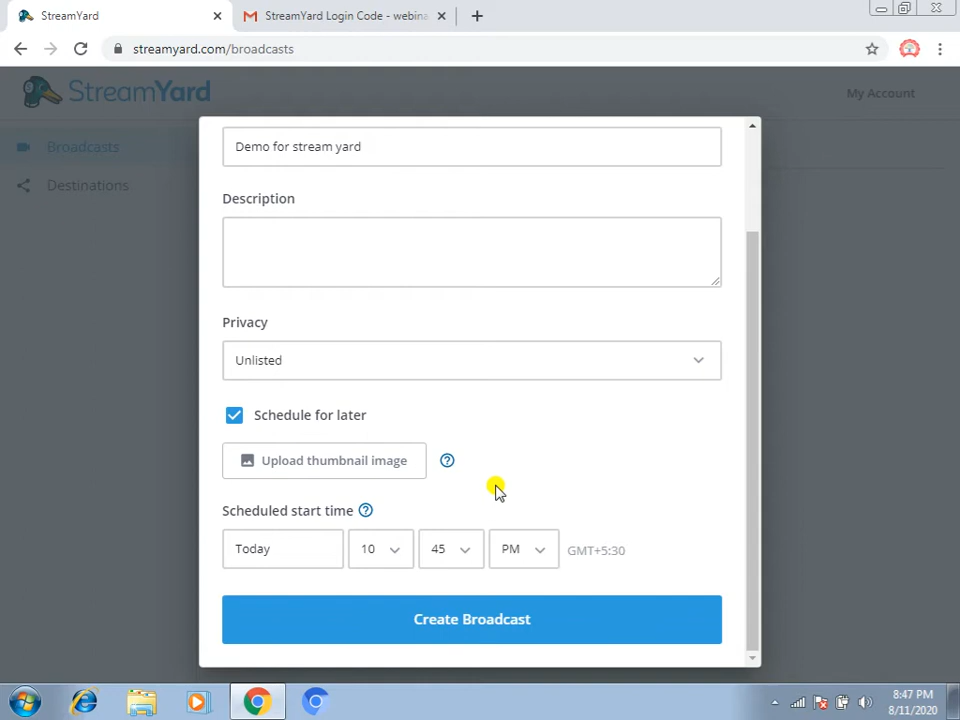 StreamYard
StreamYard Login Code - webina
streamyard.com/broadcasts
StreamYard
My Account
Broadcasts
Destinations
Demo for stream yard
Description
Privacy
Unlisted
Schedule for later
Upload thumbnail image
Scheduled start time
Today 10 45 PM GMT+5:30
Create Broadcast
8:47 PM
8/11/2020